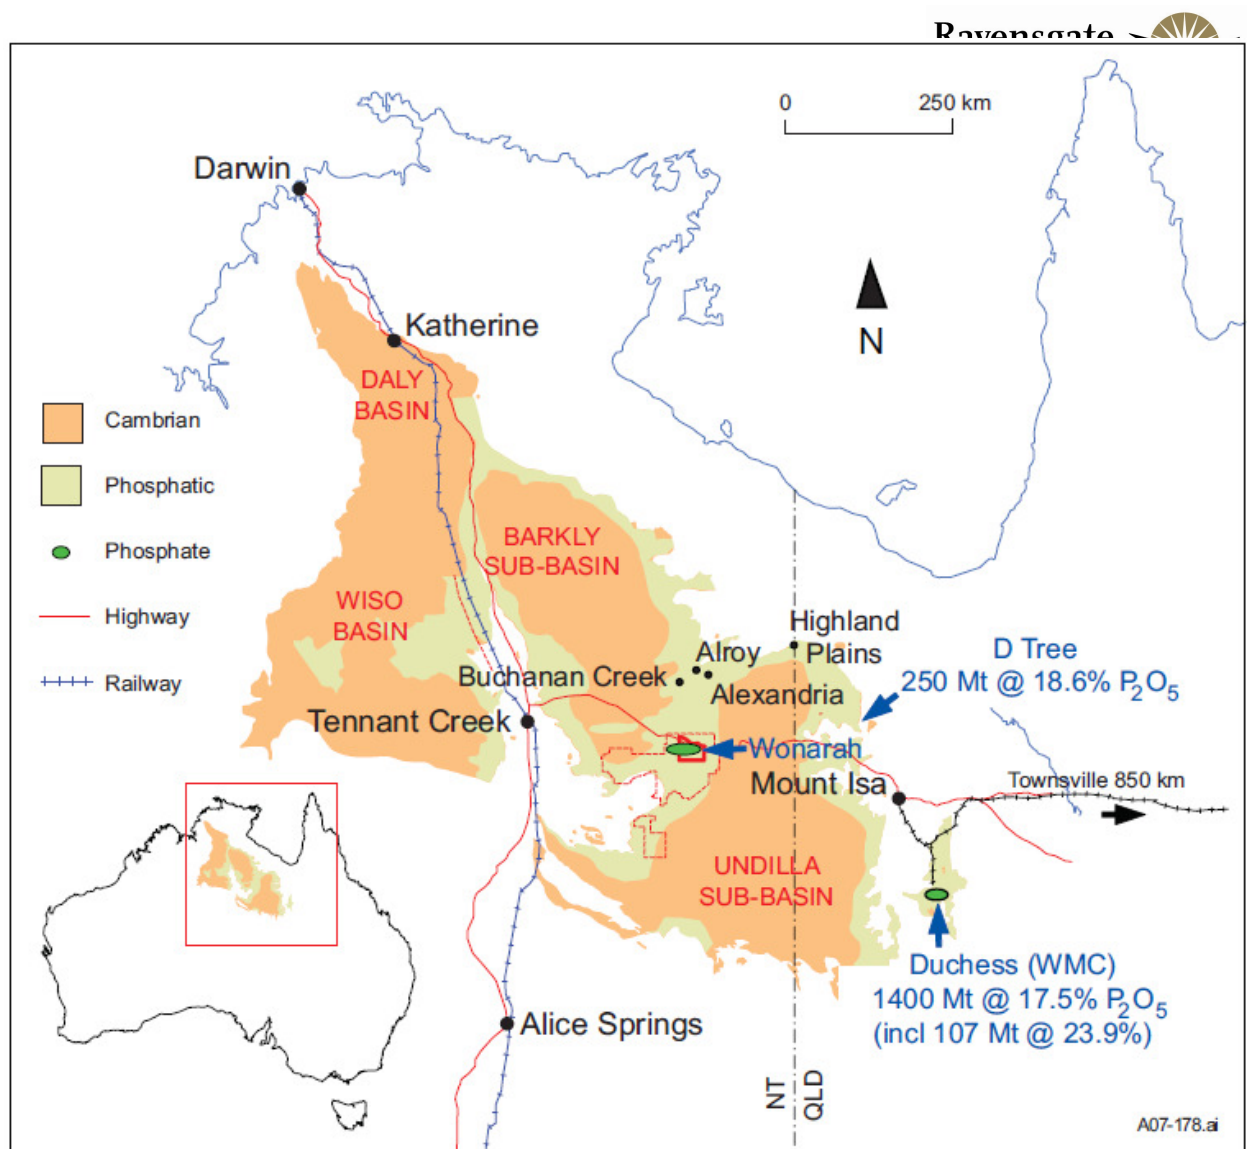 Ravensgate
0 250 km
Darwin
N
Katherine
DALY
BASIN
Cambrian
Phosphatic
Phosphate
Highway
Railway
BARKLY
SUB-BASIN
WISO
BASIN
Highland
Plains
Alroy
Buchanan Creek
Alexandria
D Tree
250 Mt @ 18.6% P2O5
Tennant Creek
Wonarah
Mount Isa
Townsville 850 km
UNDILLA
SUB-BASIN
Duchess (WMC)
1400 Mt @ 17.5% P2O5
(incl 107 Mt @ 23.9%)
Alice Springs
NT
QLD
A07-178.ai